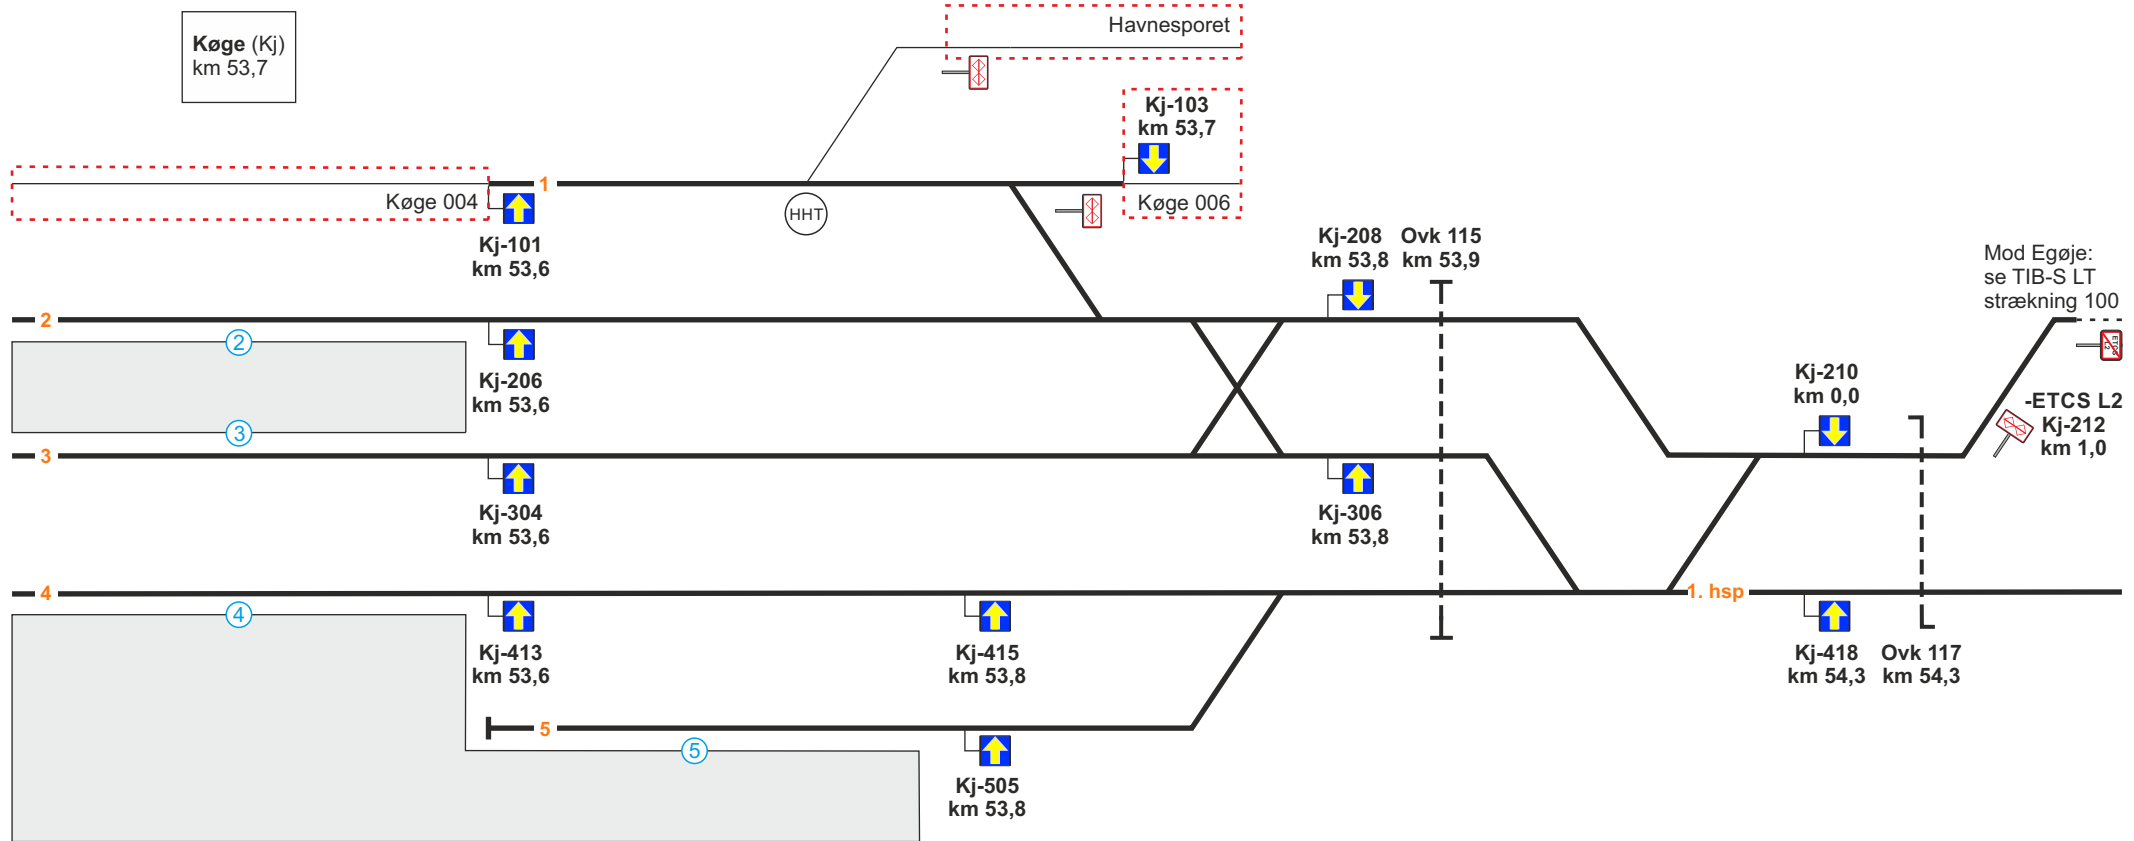 Køge (Kj)
km 53,7
Havnesporet
Kj-103
km 53,7
1
Køge 004
Køge 006
HHT
Kj-101
km 53,6
Kj-208
km 53,8
Ovk 115
km 53,9
Mod Egøje:
se TIB-S LT
strækning 100
2
2
ETCS
L2
Kj-206
km 53,6
Kj-210
km 0,0
-ETCS L2
Kj-212
km 1,0
3
3
Kj-304
km 53,6
Kj-306
km 53,8
4
1. hsp
4
Kj-413
km 53,6
Kj-415
km 53,8
Kj-418
km 54,3
Ovk 117
km 54,3
5
5
Kj-505
km 53,8